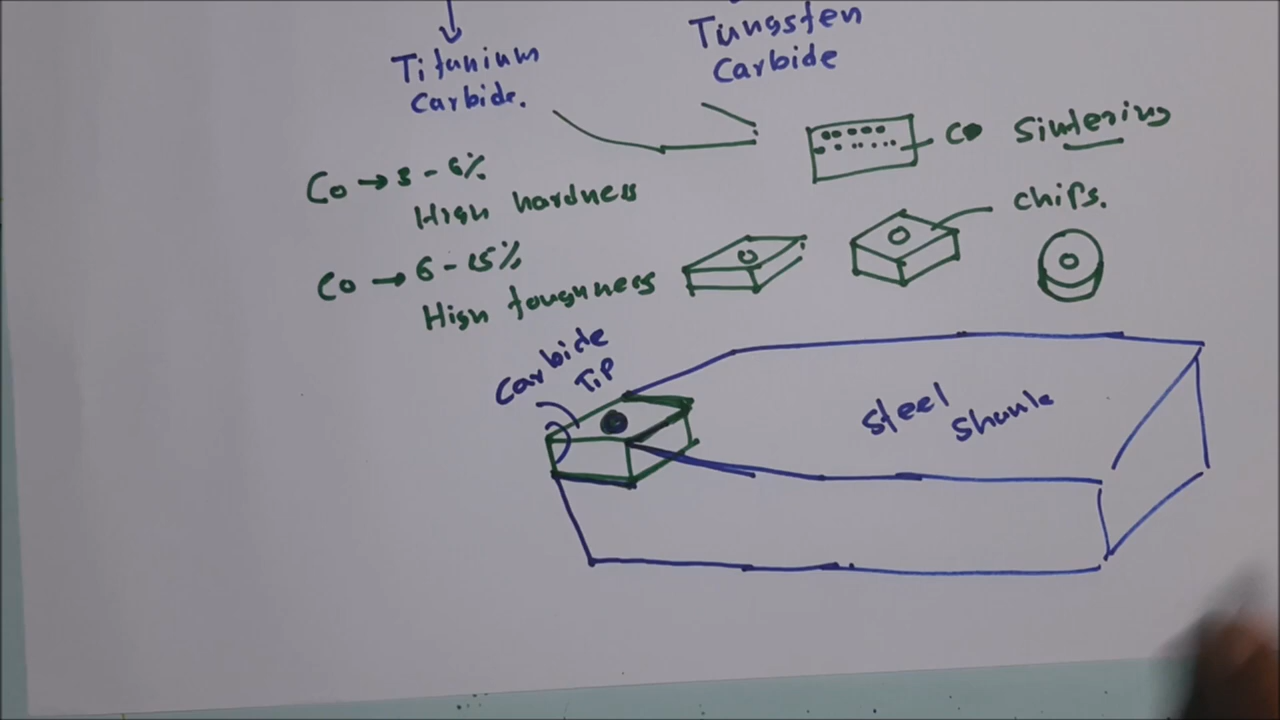 Titanium
Carbide.
Tungsten
Carbide
Co Sintering
Co → 3 - 6%
High hardness
chips.
Co → 6 - 15%
High toughness
Carbide
Tip
Steel
Shank